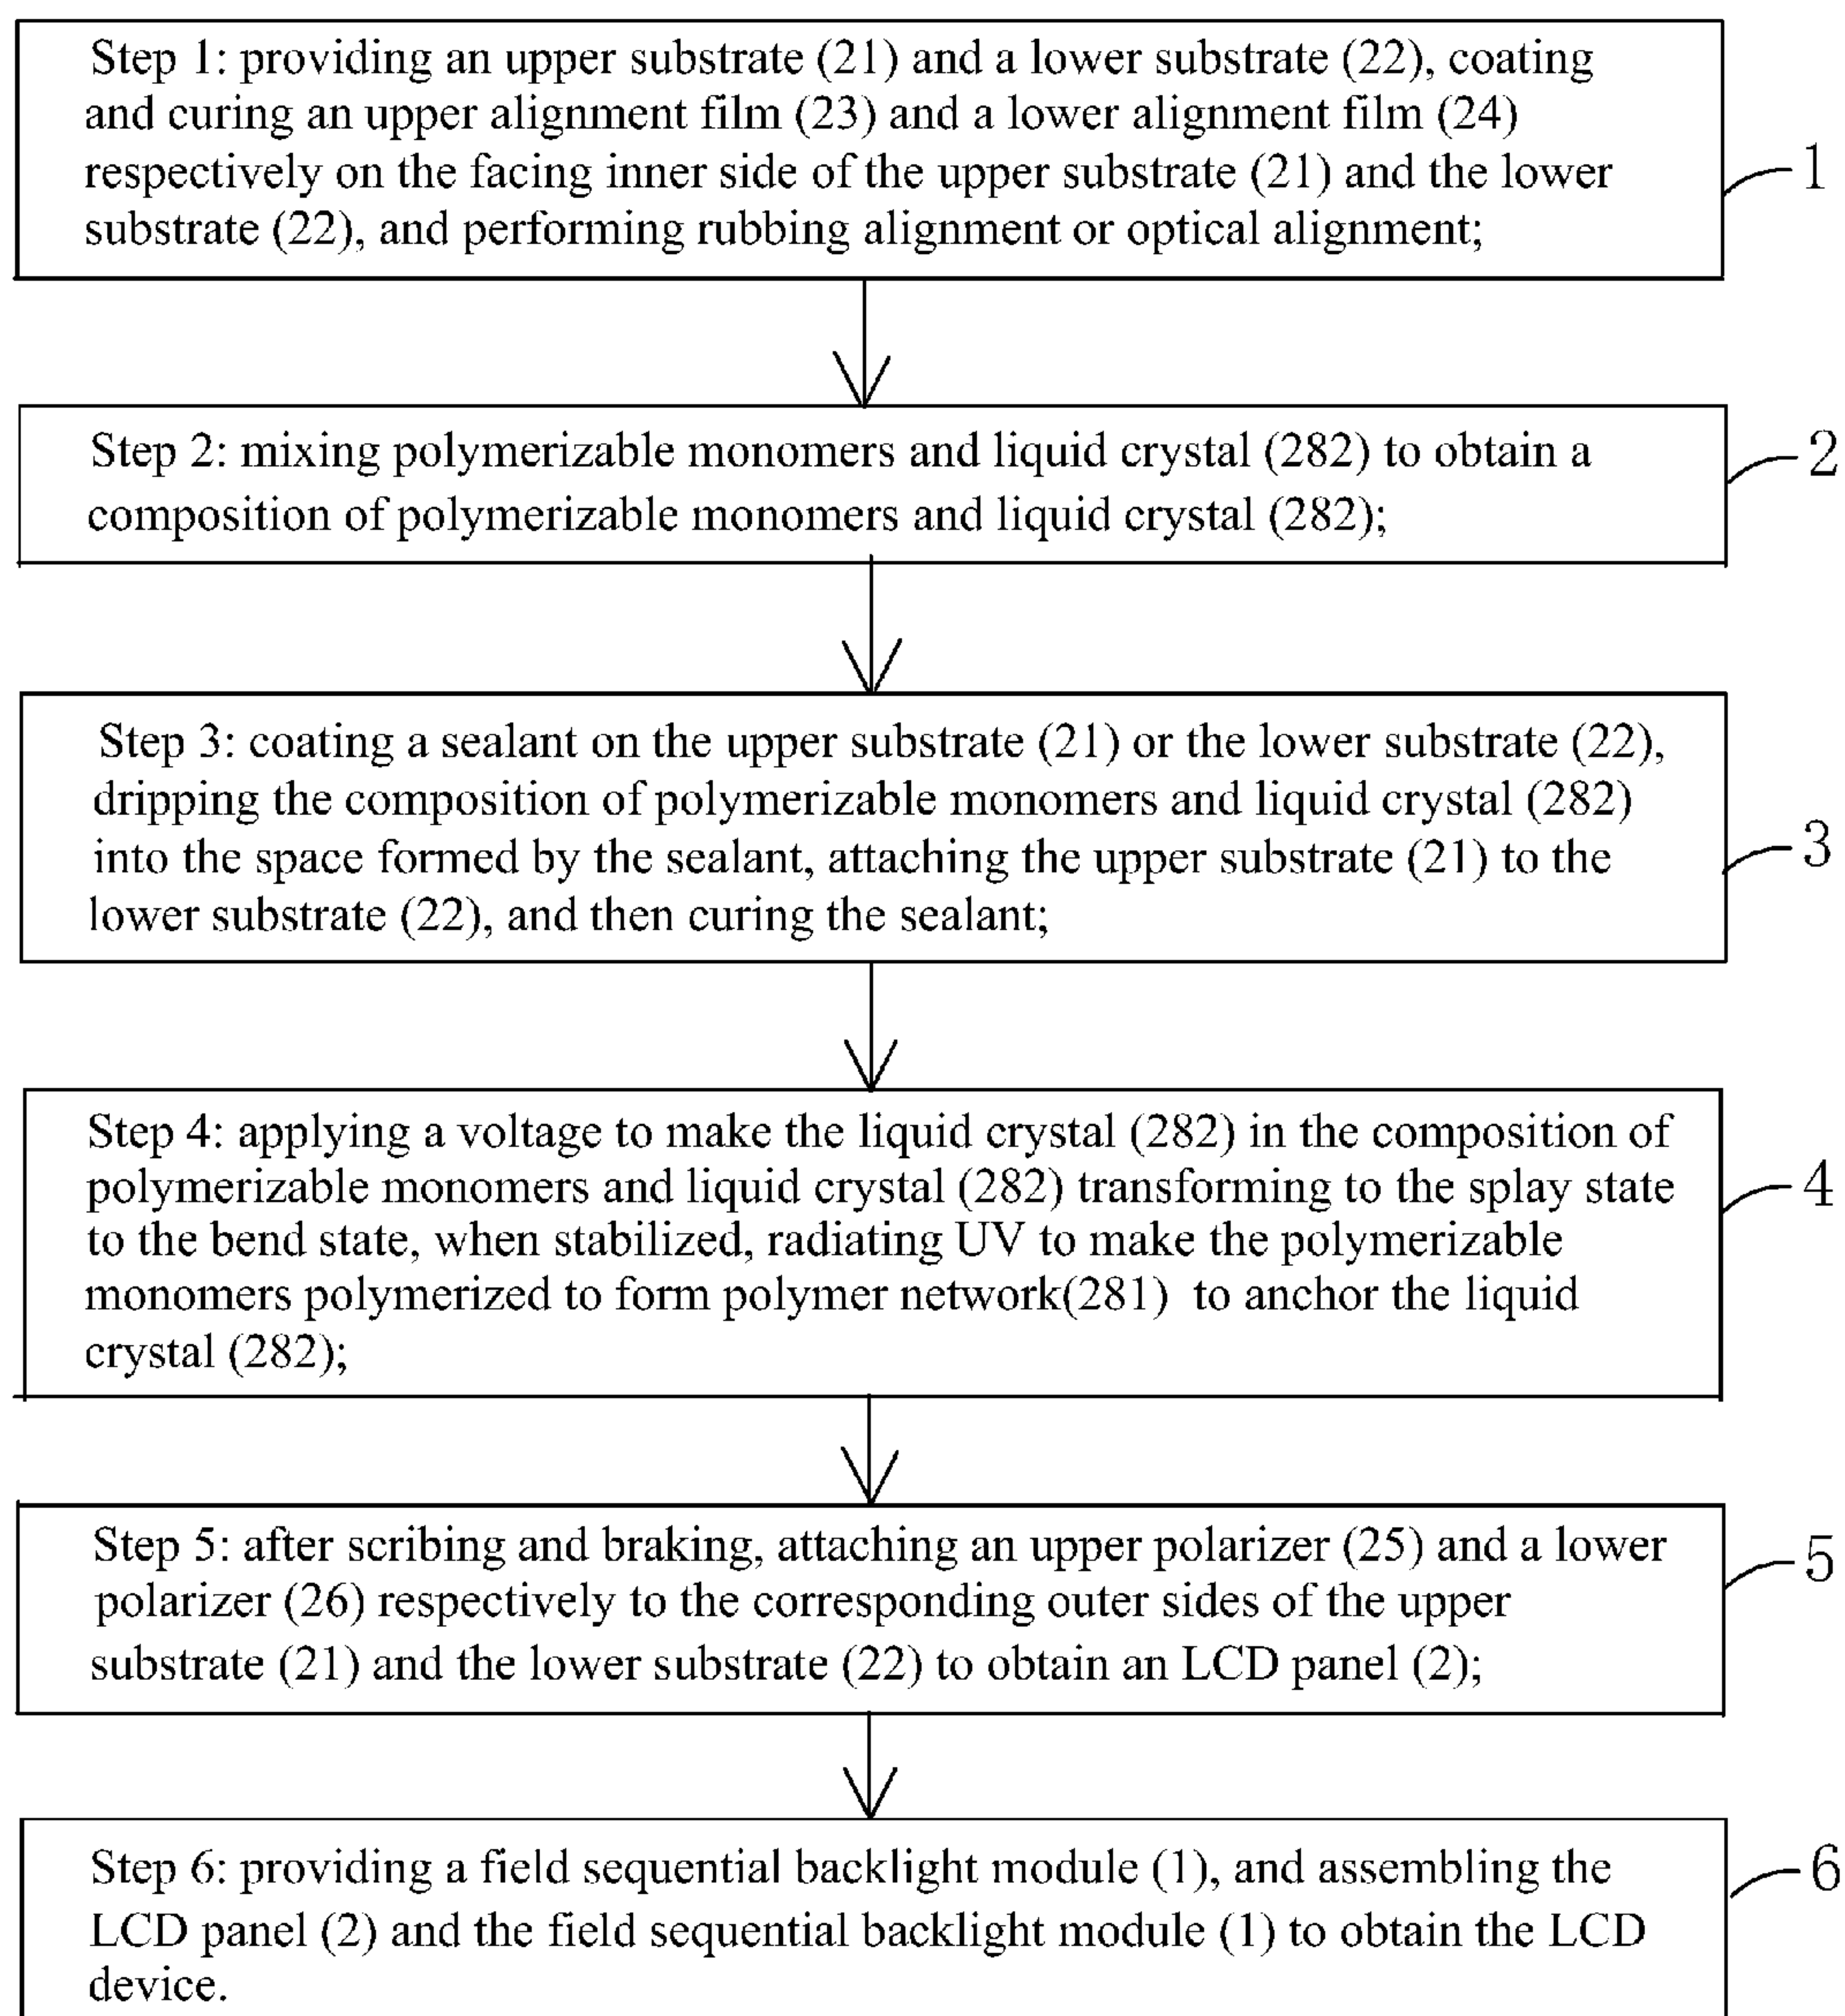 Step 1: providing an upper substrate (21) and a lower substrate (22), coating
and curing an upper alignment film (23) and a lower alignment film (24)
respectively on the facing inner side of the upper substrate (21) and the lower
substrate (22), and performing rubbing alignment or optical alignment;
1
Step 2: mixing polymerizable monomers and liquid crystal (282) to obtain a
composition of polymerizable monomers and liquid crystal (282);
2
Step 3: coating a sealant on the upper substrate (21) or the lower substrate (22),
dripping the composition of polymerizable monomers and liquid crystal (282)
into the space formed by the sealant, attaching the upper substrate (21) to the
lower substrate (22), and then curing the sealant;
3
Step 4: applying a voltage to make the liquid crystal (282) in the composition of
polymerizable monomers and liquid crystal (282) transforming to the splay state
to the bend state, when stabilized, radiating UV to make the polymerizable
monomers polymerized to form polymer network(281) to anchor the liquid
crystal (282);
4
Step 5: after scribing and braking, attaching an upper polarizer (25) and a lower
polarizer (26) respectively to the corresponding outer sides of the upper
substrate (21) and the lower substrate (22) to obtain an LCD panel (2);
5
Step 6: providing a field sequential backlight module (1), and assembling the
LCD panel (2) and the field sequential backlight module (1) to obtain the LCD
device.
6